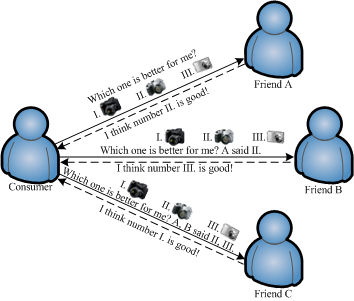 Which one is better for me?
I. II. III.
I think number II. is good!
Friend A
I. II. III.
Which one is better for me? A said II.
I think number III. is good!
Consumer
Friend B
I. II. III.
Which one is better for me? A, B said II, III.
I think number I. is good!
Friend C